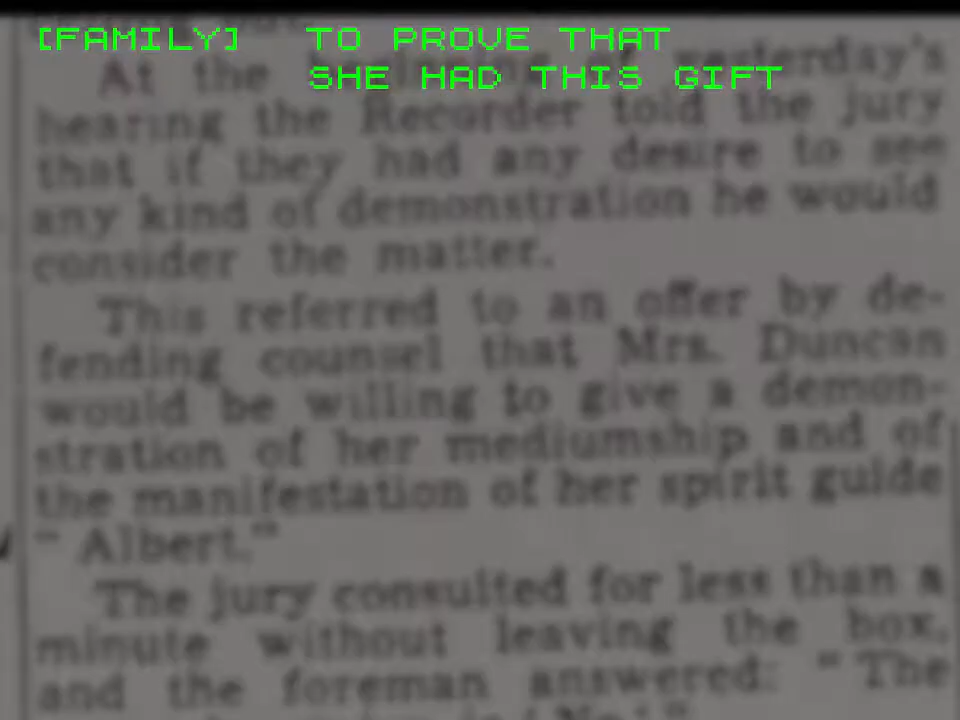 [FAMILY] TO PROVE THAT
SHE HAD THIS GIFT
At the yesterday's
hearing the Recorder told the jury
that if they had any desire to see
any kind of demonstration he would
consider the matter.
This referred to an offer by de-
fending counsel that Mrs. Duncan
would be willing to give a demon-
stration of her mediumship and of
the manifestation of her spirit guide
“ Albert.”
The jury consulted for less than a
minute without leaving the box,
and the foreman answered: “ The
is ‘ No.’ ”